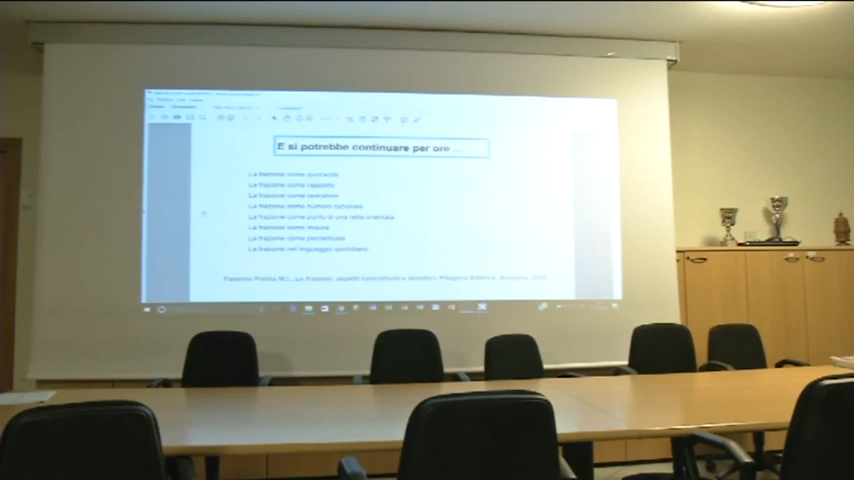 E si potrebbe continuare per ore ...
La frazione come quoziente
La frazione come rapporto
La frazione come operatore
La frazione come numero razionale
La frazione come punto di una retta orientata
La frazione come misura
La frazione come percentuale
La frazione nel linguaggio quotidiano
Fandiño Pinilla M.I., Le frazioni, aspetti concettuali e didattici, Pitagora Editrice, Bologna,